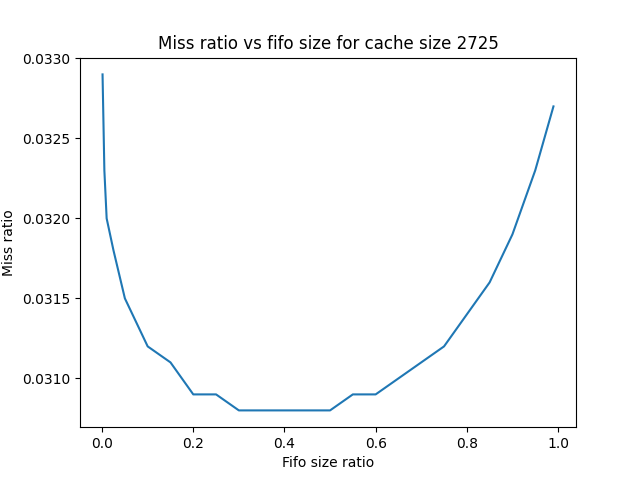 Miss ratio vs fifo size for cache size 2725
0.0330
0.0325
0.0320
0.0315
0.0310
Miss ratio
0.0 0.2 0.4 0.6 0.8 1.0
Fifo size ratio